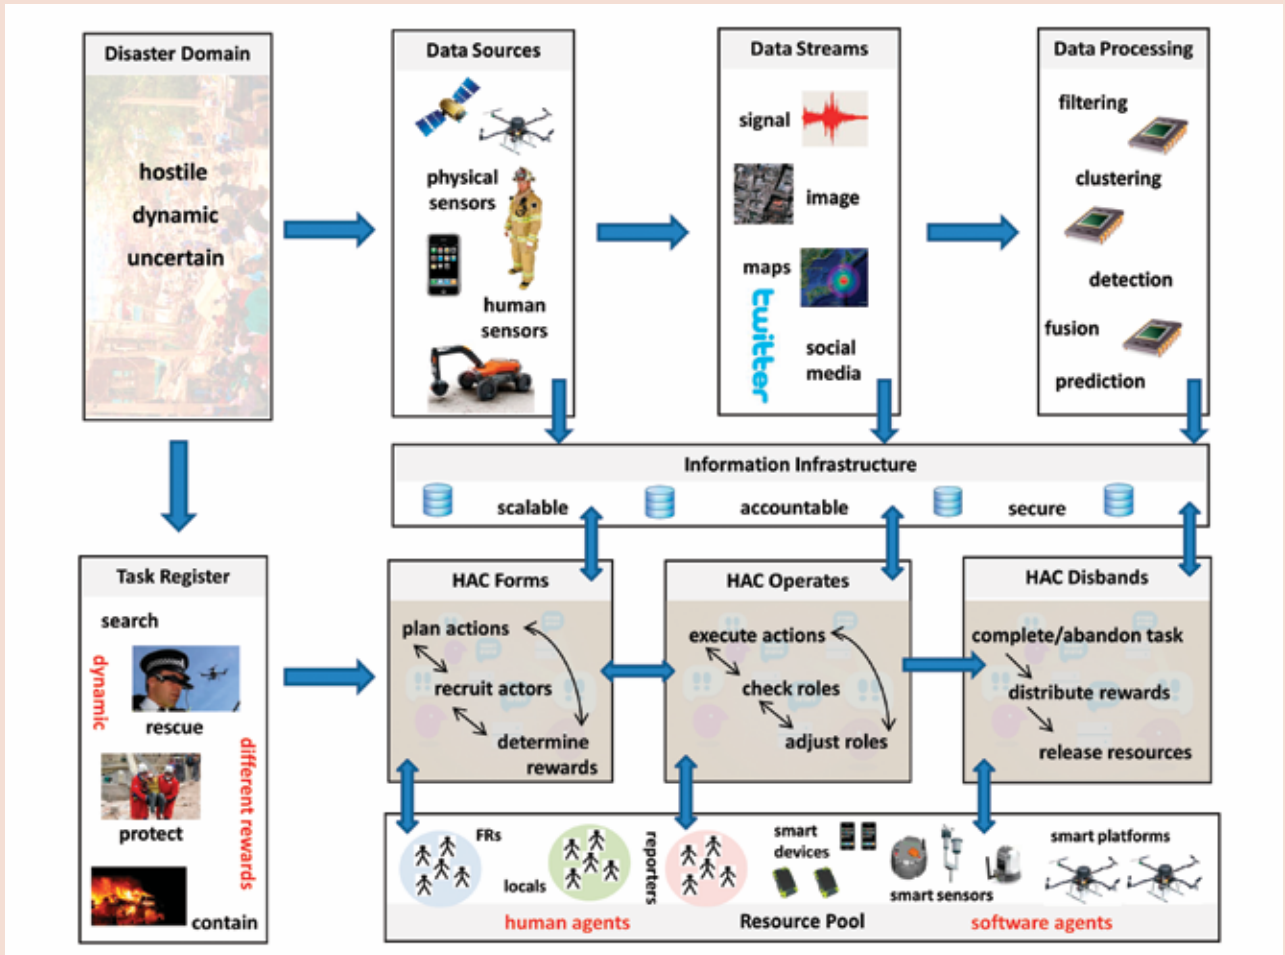 Disaster Domain
hostile
dynamic
uncertain
Data Sources
physical
sensors
human
sensors
Data Streams
signal
image
maps
twitter
social
media
Data Processing
filtering
clustering
detection
fusion
prediction
Information Infrastructure
scalable
accountable
secure
Task Register
search
dynamic
rescue
different rewards
protect
contain
HAC Forms
plan actions
recruit actors
determine
rewards
HAC Operates
execute actions
check roles
adjust roles
HAC Disbands
complete/abandon task
distribute rewards
release resources
FRs
locals
reporters
smart
devices
smart sensors
smart platforms
human agents
Resource Pool
software agents